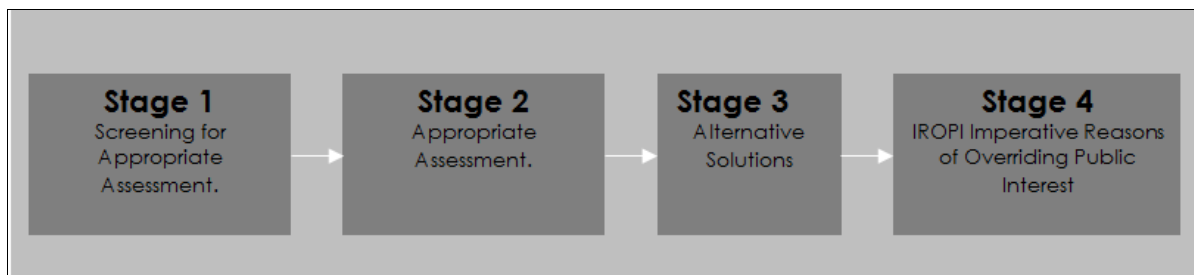 Stage 1
Screening for
Appropriate
Assessment.
Stage 2
Appropriate
Assessment.
Stage 3
Alternative
Solutions
Stage 4
IROPI Imperative Reasons
of Overriding Public
Interest